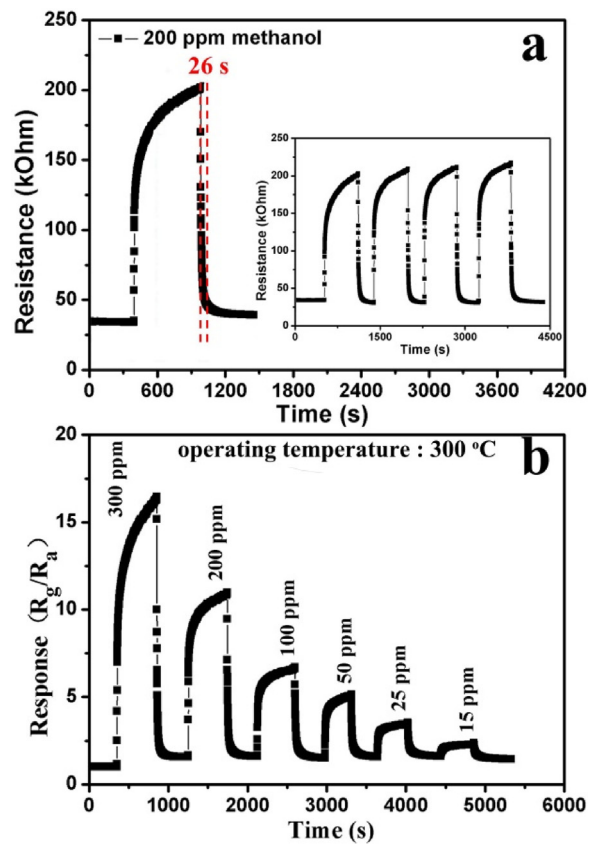 a
200 ppm methanol
26 s
250
200
150
100
50
0
Resistance (kOhm)
0 600 1200 1800 2400 3000 3600 4200
Time (s)
250
200
150
100
50
0
Resistance (kOhm)
0 1500 3000 4500
Time (s)
b
operating temperature : 300 °C
300 ppm
200 ppm
100 ppm
50 ppm
25 ppm
15 ppm
20
15
10
5
0
Response (Rg/Ra)
0 1000 2000 3000 4000 5000 6000
Time (s)